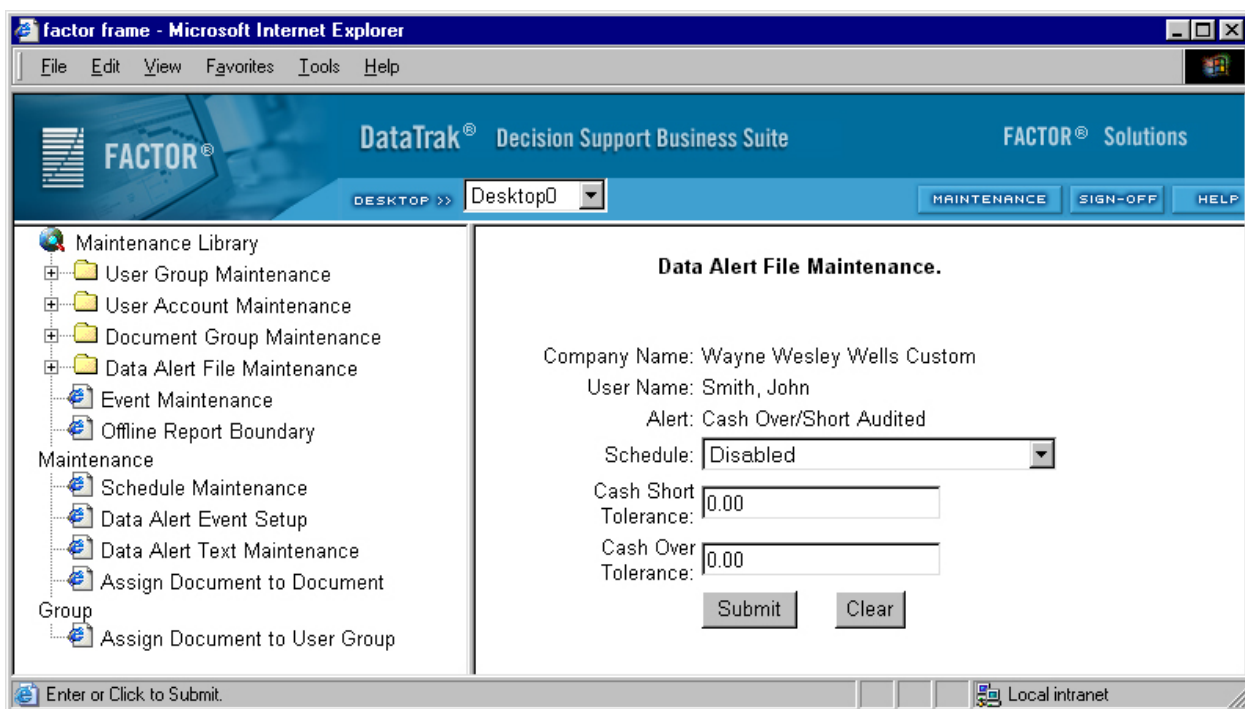 factor frame - Microsoft Internet Explorer
File Edit View Favorites Tools Help
FACTOR®
DataTrak® Decision Support Business Suite
FACTOR® Solutions
DESKTOP >> Desktop0
MAINTENANCE SIGN-OFF HELP
Maintenance Library
User Group Maintenance
User Account Maintenance
Document Group Maintenance
Data Alert File Maintenance
Event Maintenance
Offline Report Boundary
Maintenance
Schedule Maintenance
Data Alert Event Setup
Data Alert Text Maintenance
Assign Document to Document
Group
Assign Document to User Group
Data Alert File Maintenance.
Company Name: Wayne Wesley Wells Custom
User Name: Smith, John
Alert: Cash Over/Short Audited
Schedule: Disabled
Cash Short
Tolerance: 0.00
Cash Over
Tolerance: 0.00
Submit Clear
Enter or Click to Submit.
Local intranet